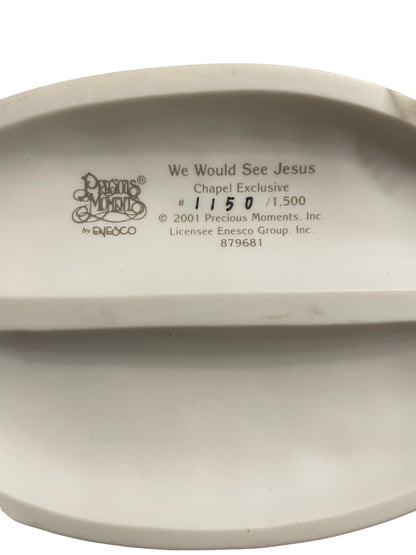 Precious Moments®
by ENESCO
We Would See Jesus
Chapel Exclusive
# 1150 /1,500
© 2001 Precious Moments, Inc.
Licensee Enesco Group, Inc.
879681